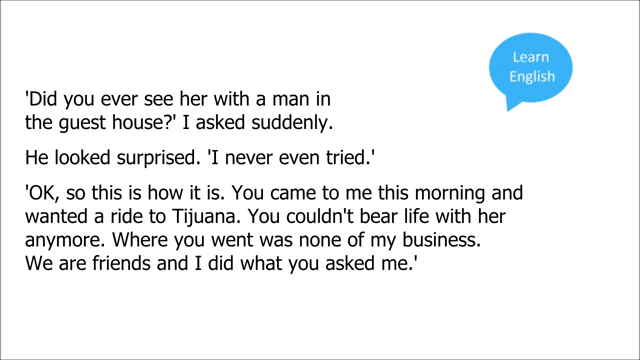 Learn
English
'Did you ever see her with a man in
the guest house?' I asked suddenly.
He looked surprised. 'I never even tried.'
'OK, so this is how it is. You came to me this morning and
wanted a ride to Tijuana. You couldn't bear life with her
anymore. Where you went was none of my business.
We are friends and I did what you asked me.'